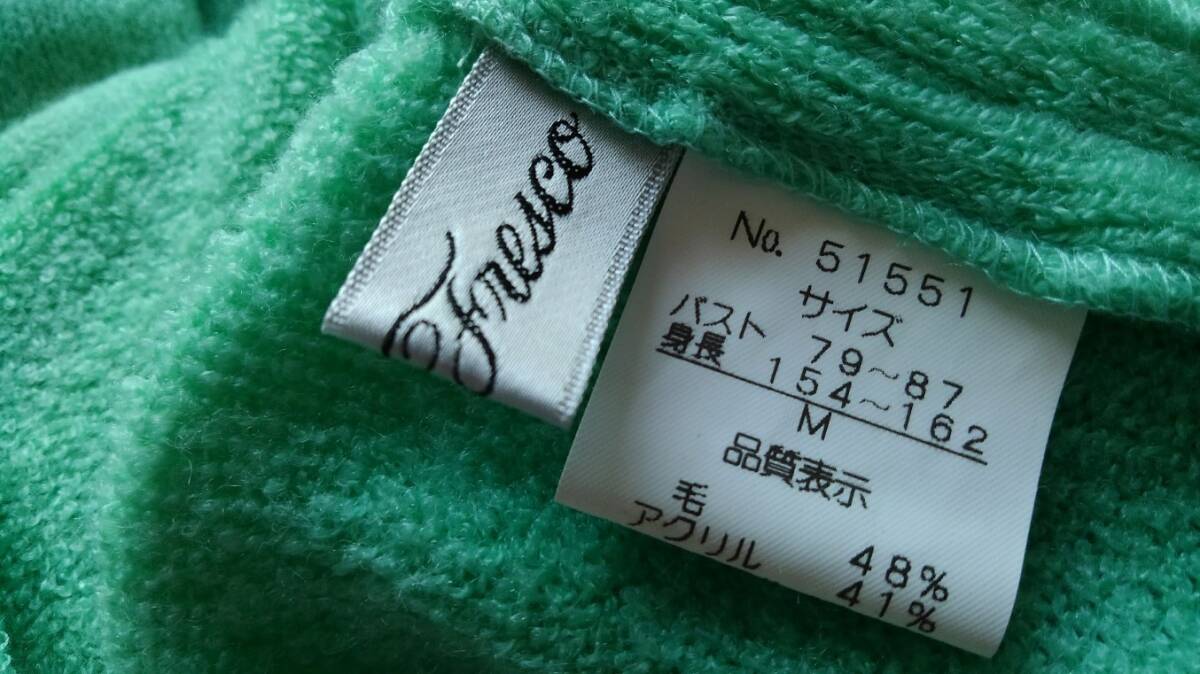 Fresco
No. 51551
サイズ
バスト 79～87
身長 154～162
M
品質表示
毛 48%
アクリル 41%